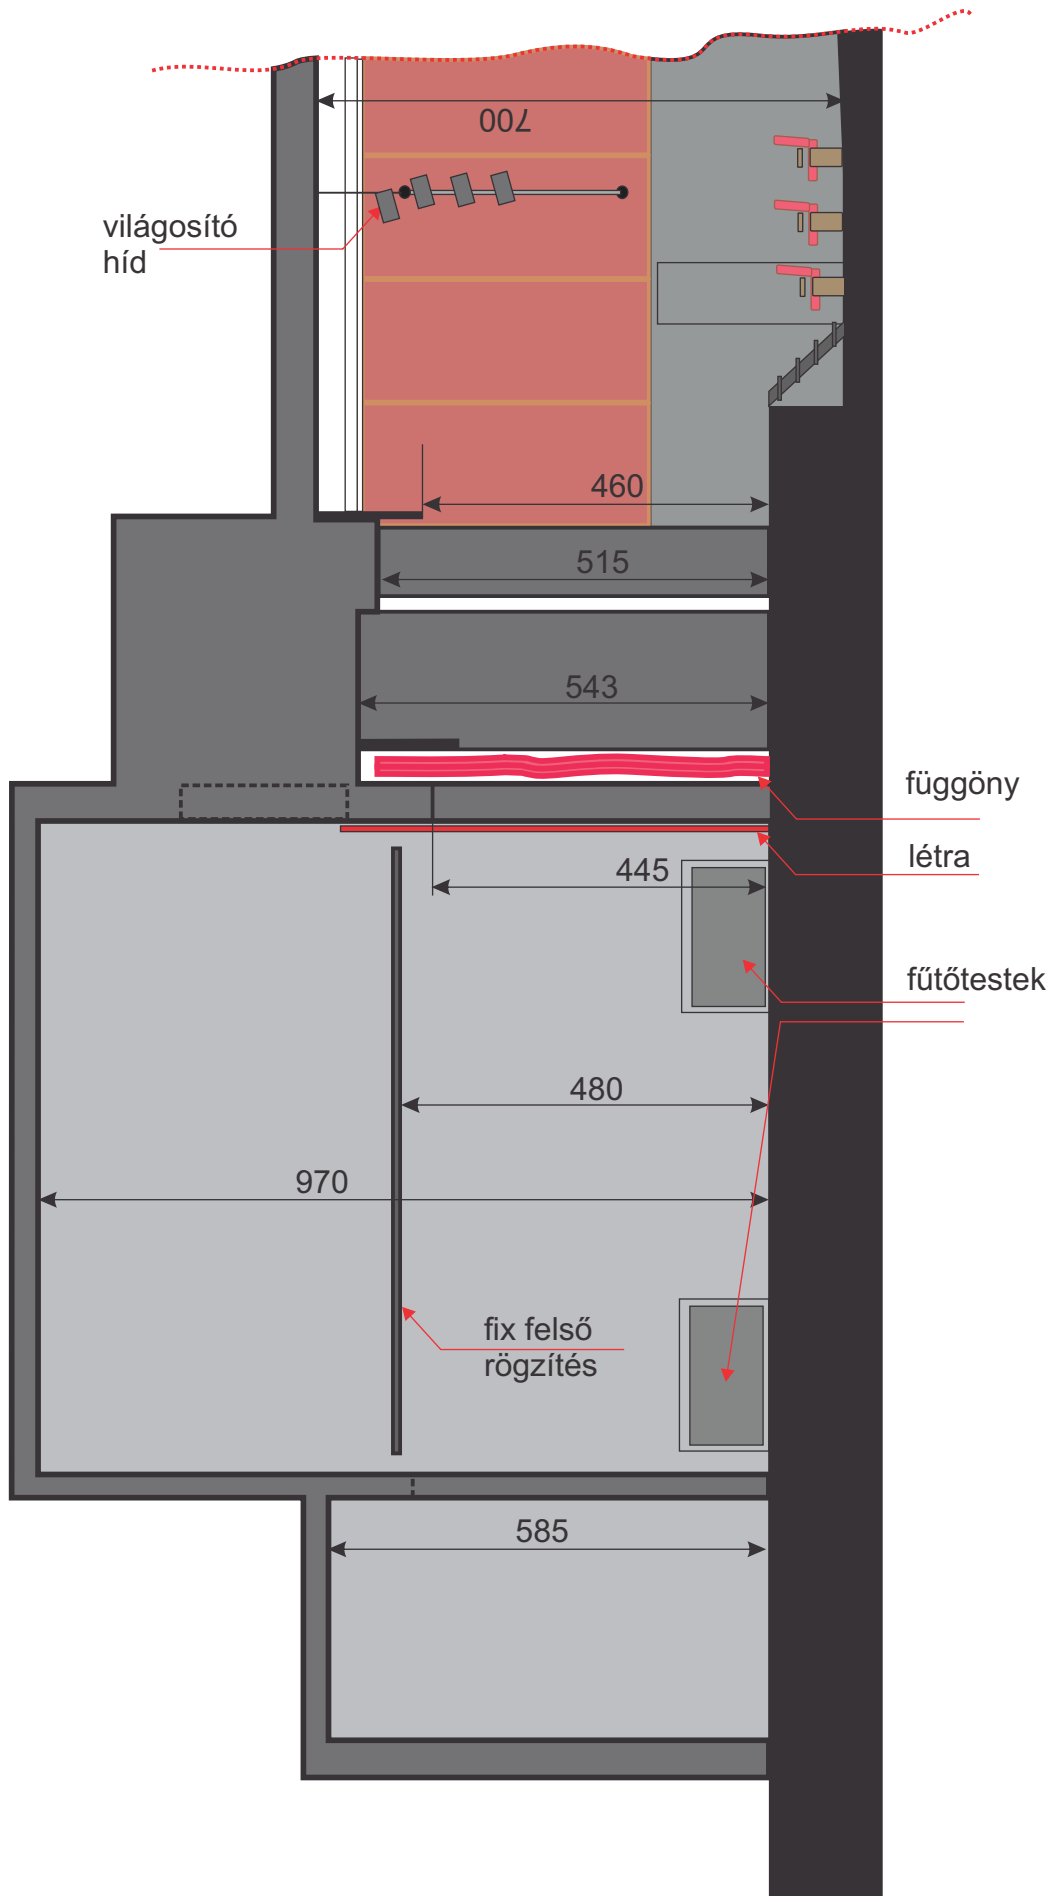 700
világosító
híd
460
515
543
függöny
445
létra
fűtőtestek
480
970
fix felső
rögzítés
585